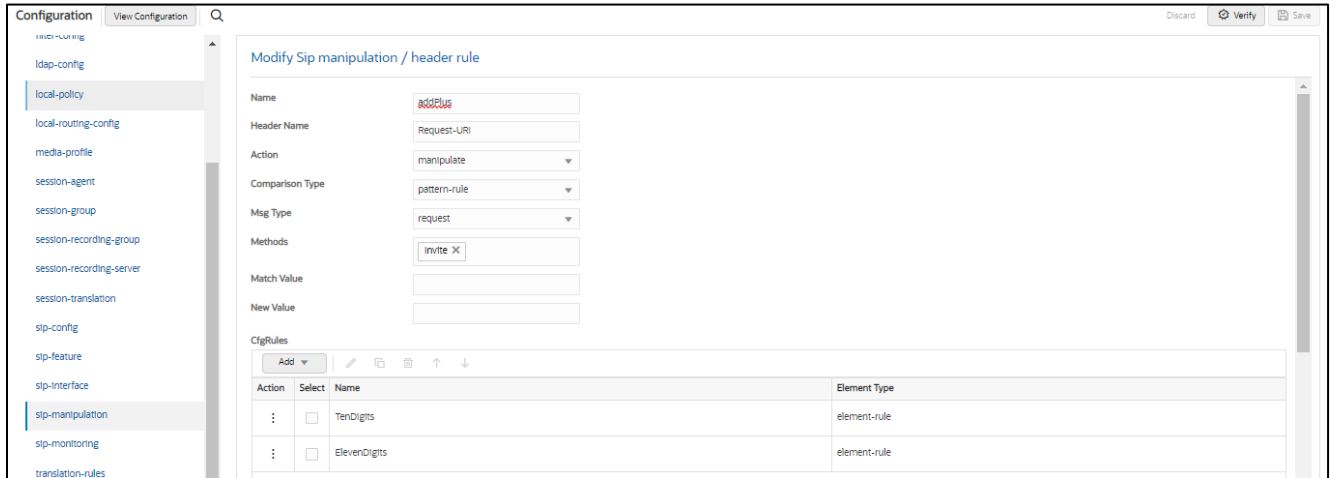 Configuration View Configuration Discard Verify Save
filter-config
ldap-config
local-policy
local-routing-config
media-profile
session-agent
session-group
session-recording-group
session-recording-server
session-translation
sip-config
sip-feature
sip-interface
sip-manipulation
sip-monitoring
translation-rules
Modify Sip manipulation / header rule
Name addPlus
Header Name Request-URI
Action manipulate
Comparison Type pattern-rule
Msg Type request
Methods Invite X
Match Value
New Value
CfgRules
Add
Action Select Name Element Type
TenDigits element-rule
ElevenDigits element-rule